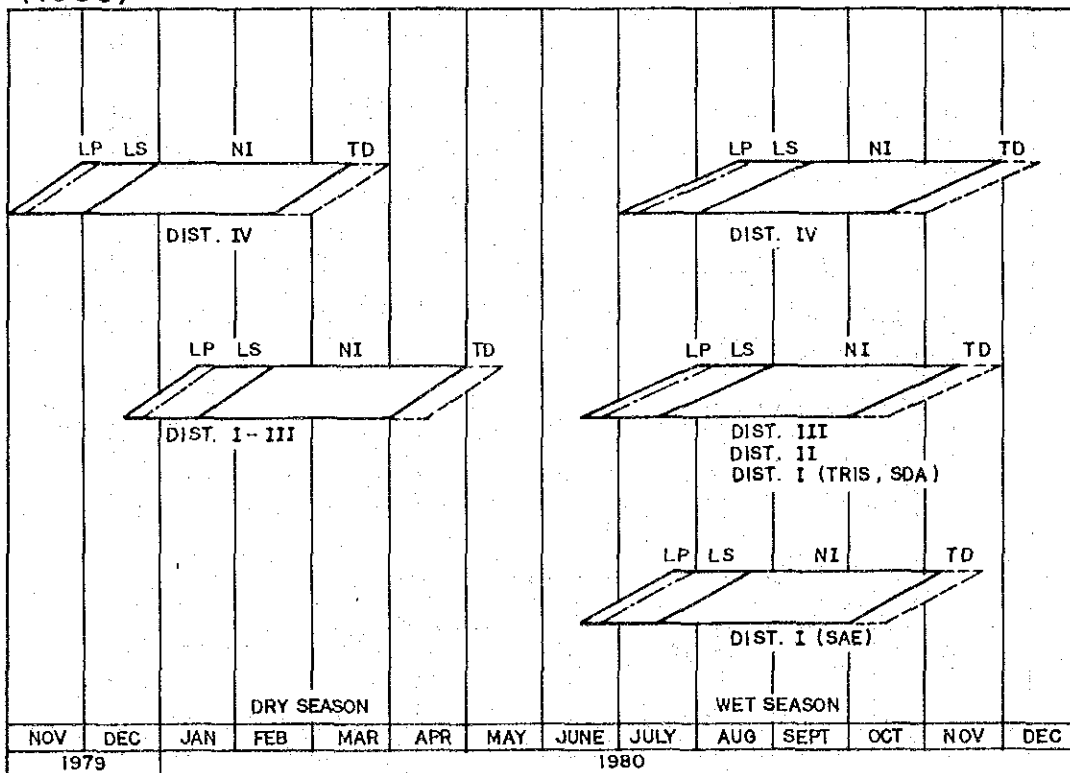 LP LS NI TD
DIST. IV
LP LS NI TD
DIST. IV
LP LS NI TD
DIST. I - III
LP LS NI TD
DIST. III
DIST. II
DIST. I (TRIS, SDA)
LP LS NI TD
DIST. I (SAE)
DRY SEASON
WET SEASON
NOV DEC JAN FEB MAR APR MAY JUNE JULY AUG SEPT OCT NOV DEC
1979 1980